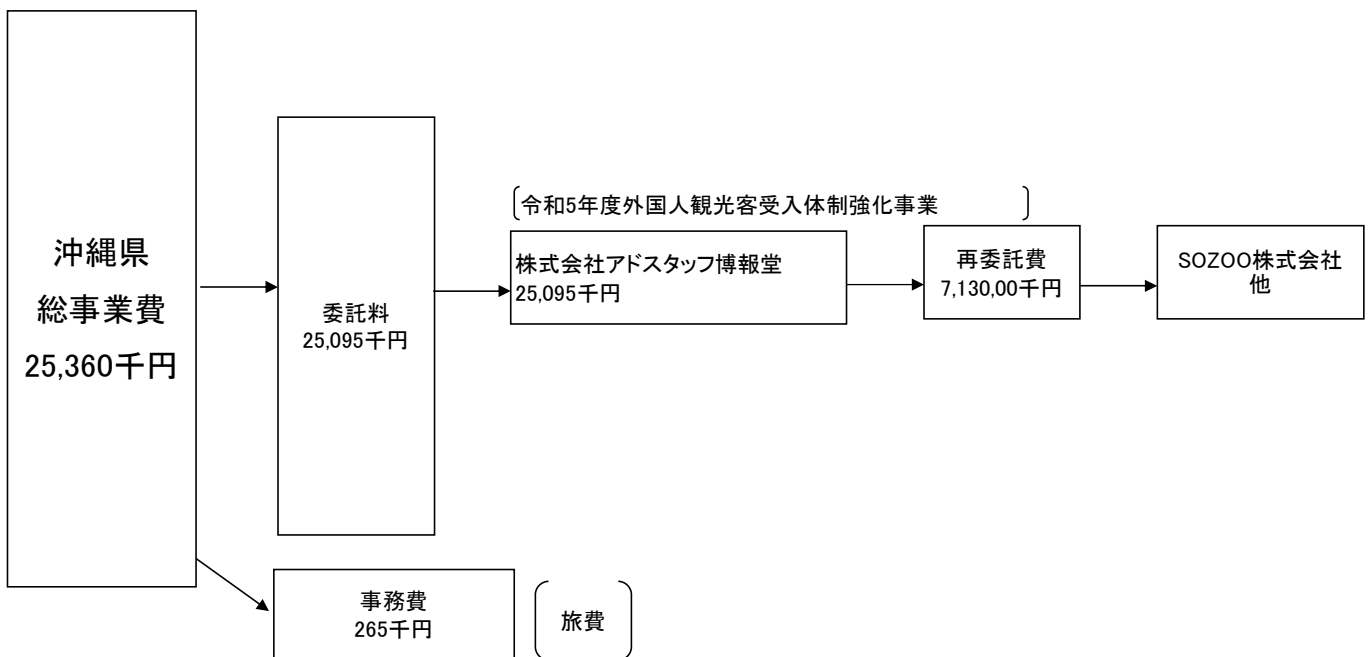 沖縄県
総事業費
25,360千円
委託料
25,095千円
令和5年度外国人観光客受入体制強化事業
株式会社アドスタッフ博報堂
25,095千円
再委託費
7,130,00千円
SOZOO株式会社
他
事務費
265千円
旅費